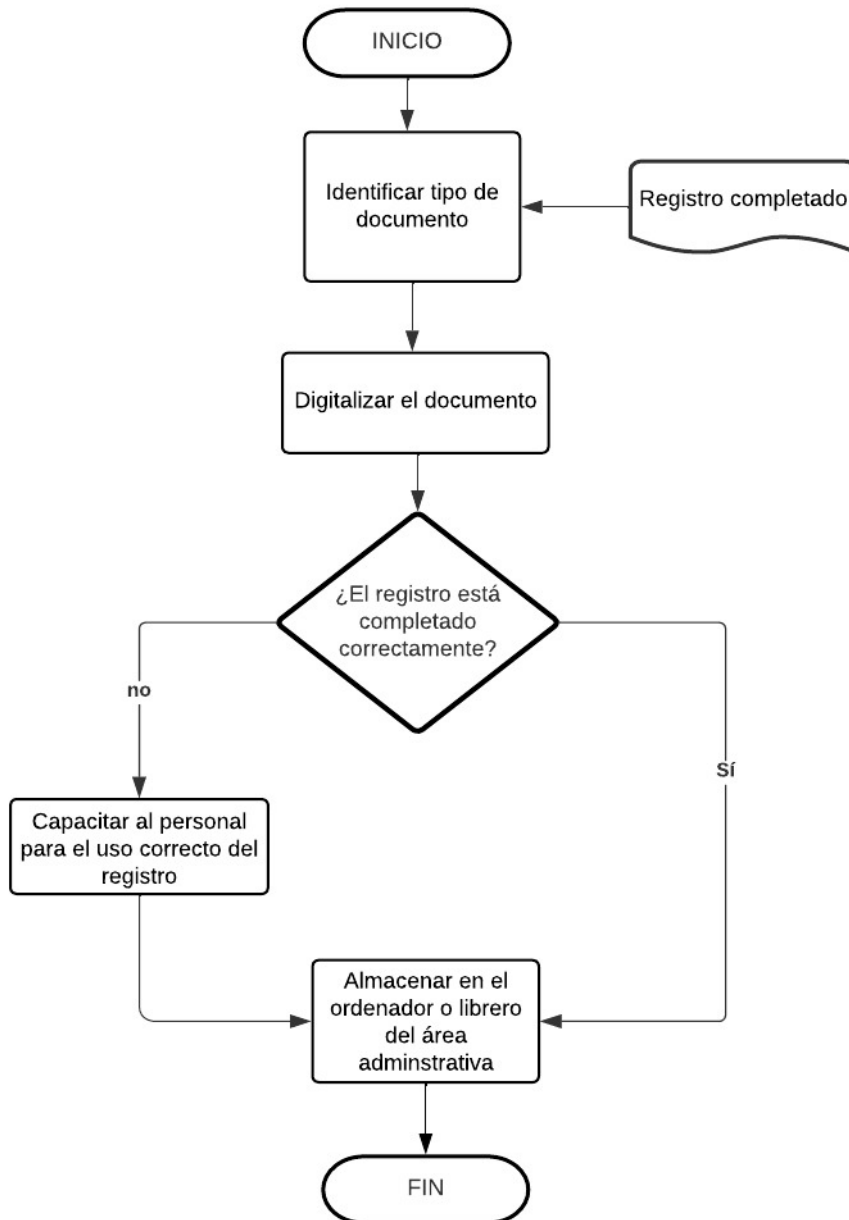 INICIO
Identificar tipo de
documento
Registro completado
Digitalizar el documento
¿El registro está
completado
correctamente?
no
Sí
Capacitar al personal
para el uso correcto del
registro
Almacenar en el
ordenador o librero
del área
adminstrativa
FIN